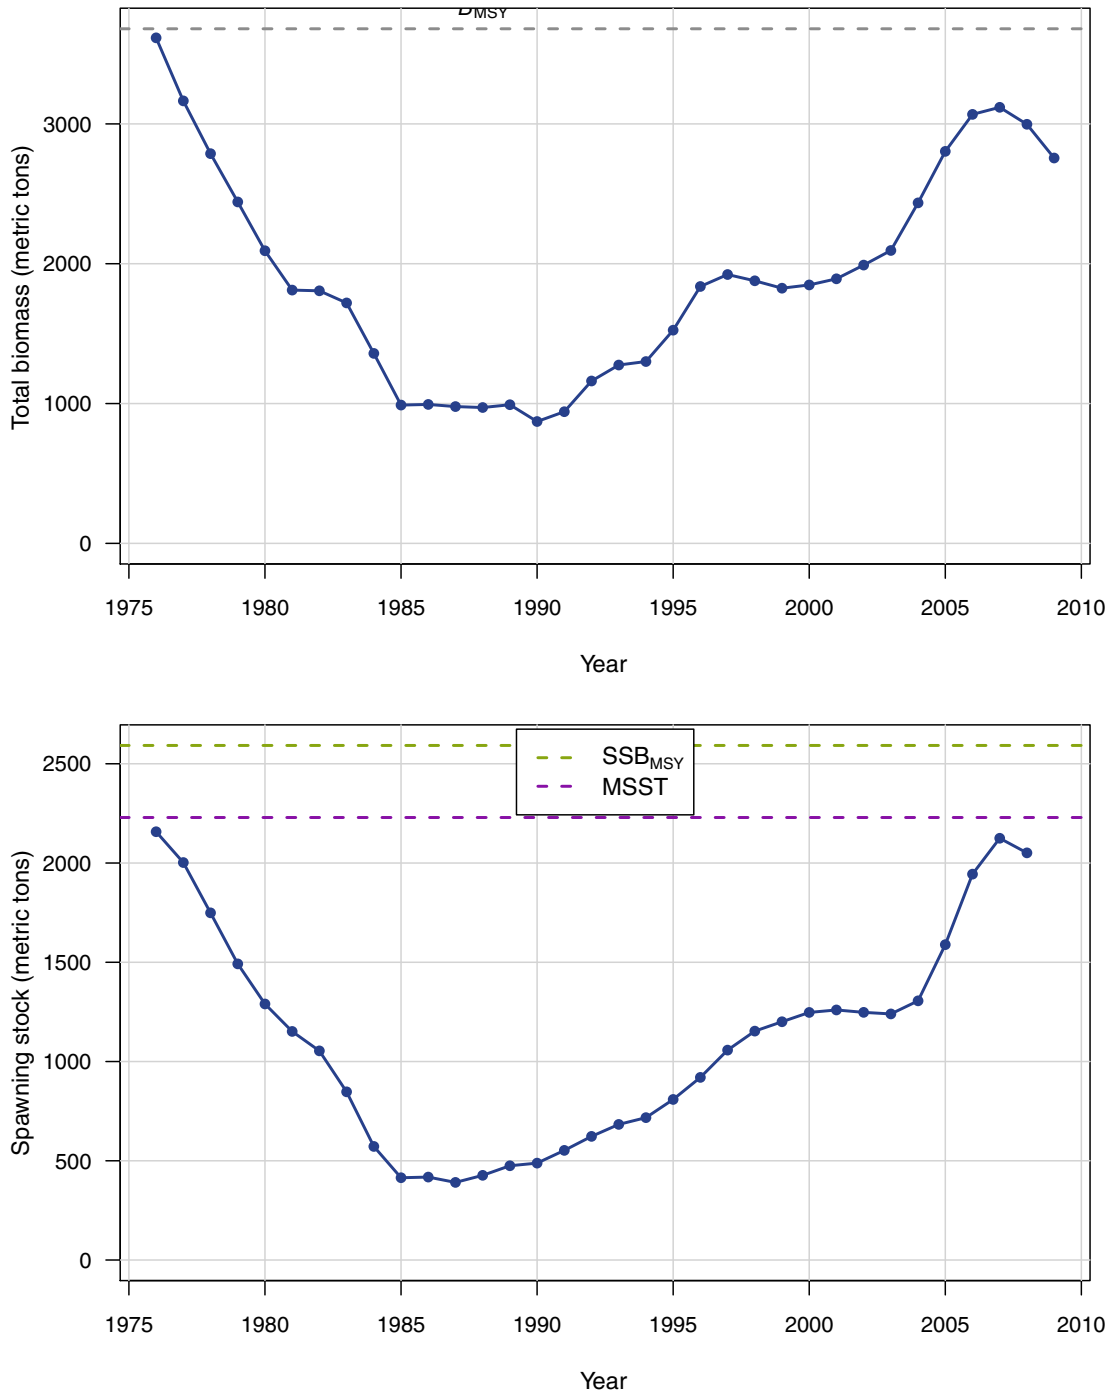 B_MSY
3000
2000
1000
0
Total biomass (metric tons)
1975 1980 1985 1990 1995 2000 2005 2010
Year
SSB_MSY
MSST
2500
2000
1500
1000
500
0
Spawning stock (metric tons)
1975 1980 1985 1990 1995 2000 2005 2010
Year